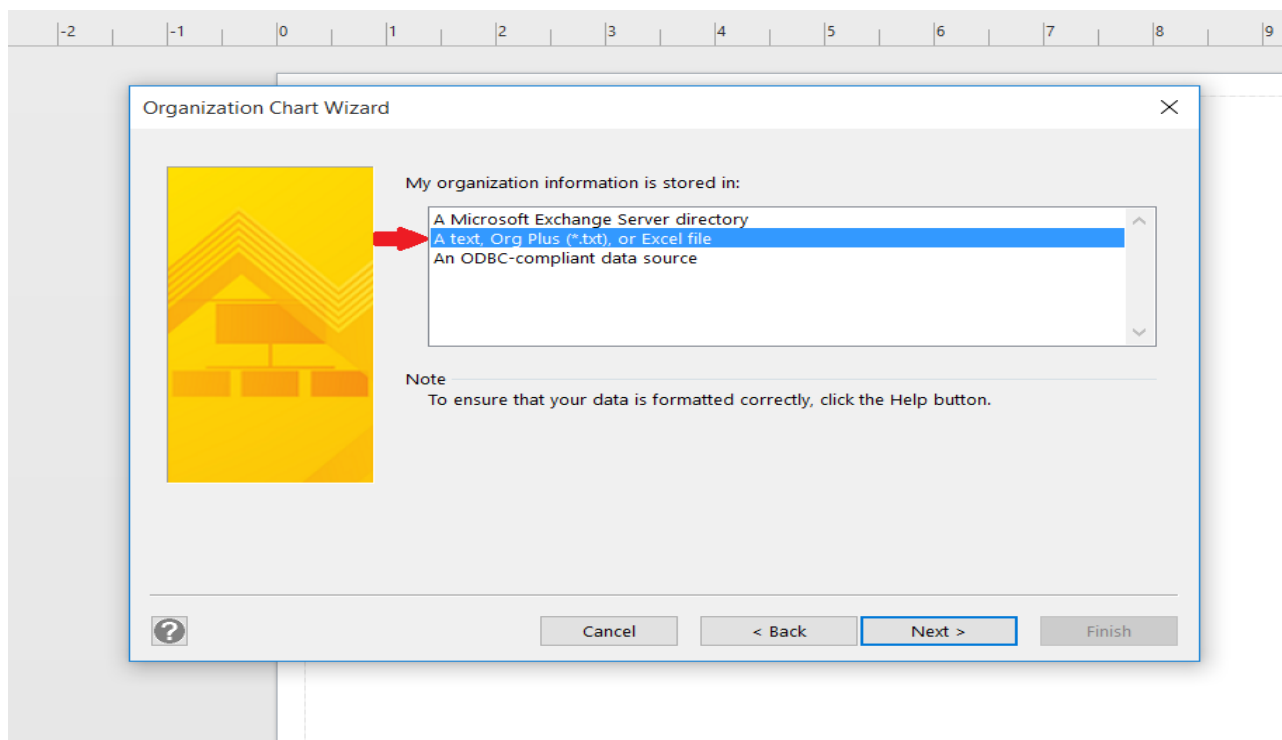 -2 -1 0 1 2 3 4 5 6 7 8 9
Organization Chart Wizard
My organization information is stored in:
A Microsoft Exchange Server directory
A text, Org Plus (*.txt), or Excel file
An ODBC-compliant data source
Note
To ensure that your data is formatted correctly, click the Help button.
? Cancel < Back Next > Finish